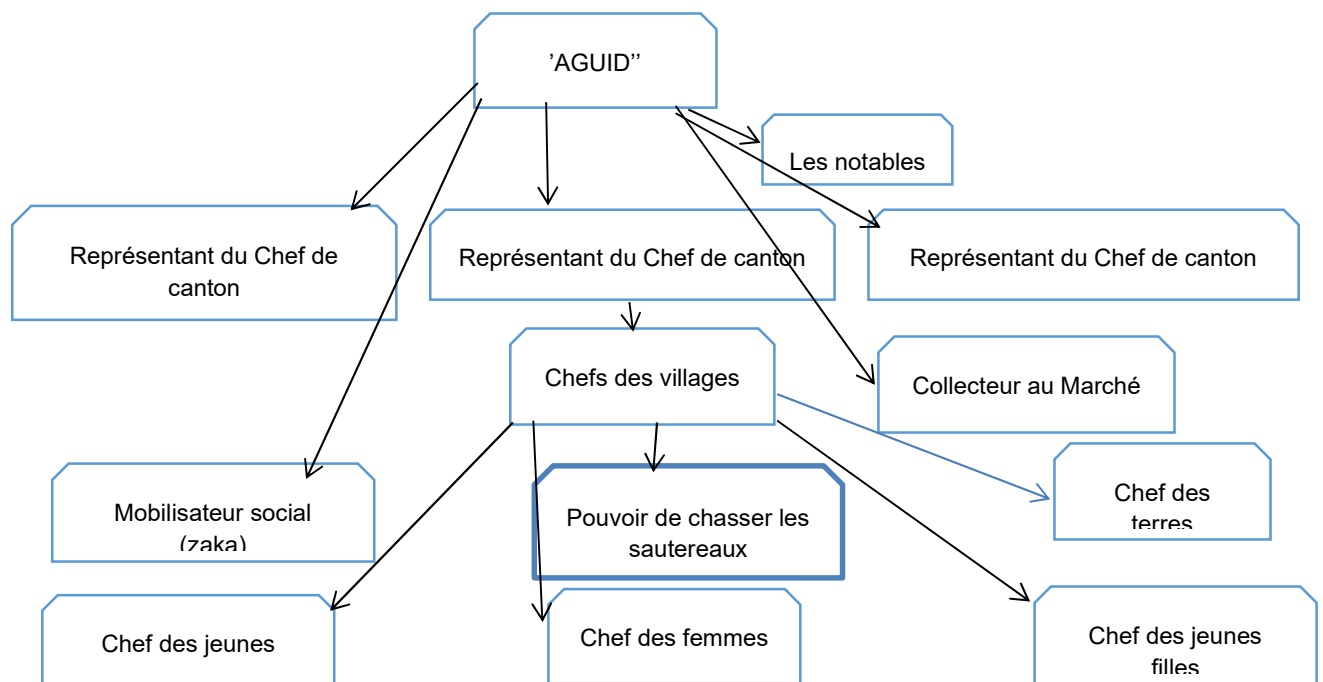 ’AGUID’’
Les notables
Représentant du Chef de
canton
Représentant du Chef de canton
Représentant du Chef de canton
Chefs des villages
Collecteur au Marché
Mobilisateur social
(zaka)
Pouvoir de chasser les
sautereaux
Chef des
terres
Chef des jeunes
Chef des femmes
Chef des jeunes
filles